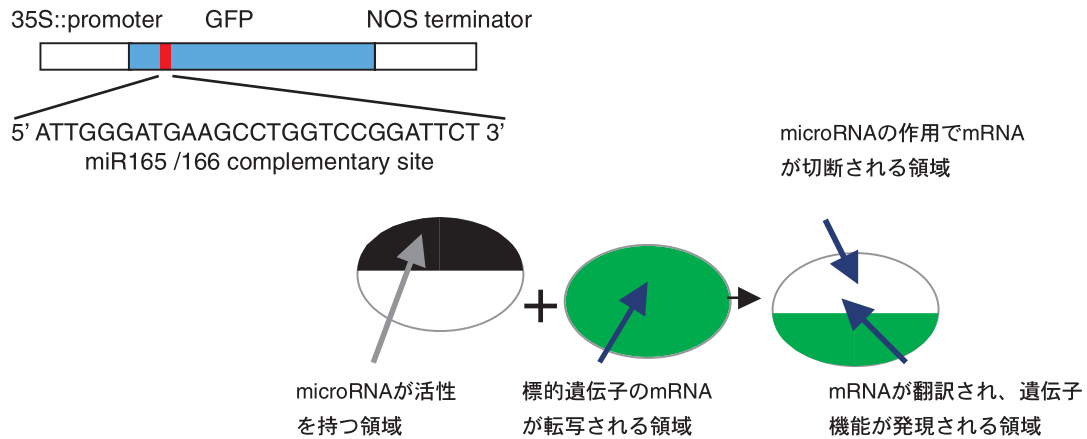 35S::promoter GFP NOS terminator
5’ ATTGGGATGAAGCCTGGTCCGGATTCT 3’
miR165 /166 complementary site
microRNAの作用でmRNA
が切断される領域
microRNAが活性
を持つ領域
標的遺伝子のmRNA
が転写される領域
mRNAが翻訳され、遺伝子
機能が発現される領域